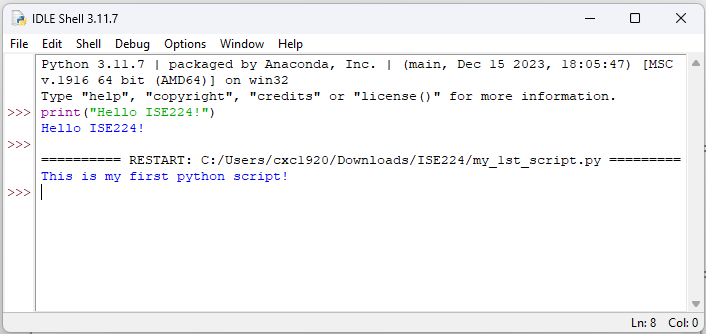 IDLE Shell 3.11.7
File Edit Shell Debug Options Window Help
Python 3.11.7 | packaged by Anaconda, Inc. | (main, Dec 15 2023, 18:05:47) [MSC
v.1916 64 bit (AMD64)] on win32
Type "help", "copyright", "credits" or "license()" for more information.
>>> print("Hello ISE224!")
Hello ISE224!
>>>
========== RESTART: C:/Users/cxc1920/Downloads/ISE224/my_1st_script.py =========
This is my first python script!
>>>
Ln: 8 Col: 0